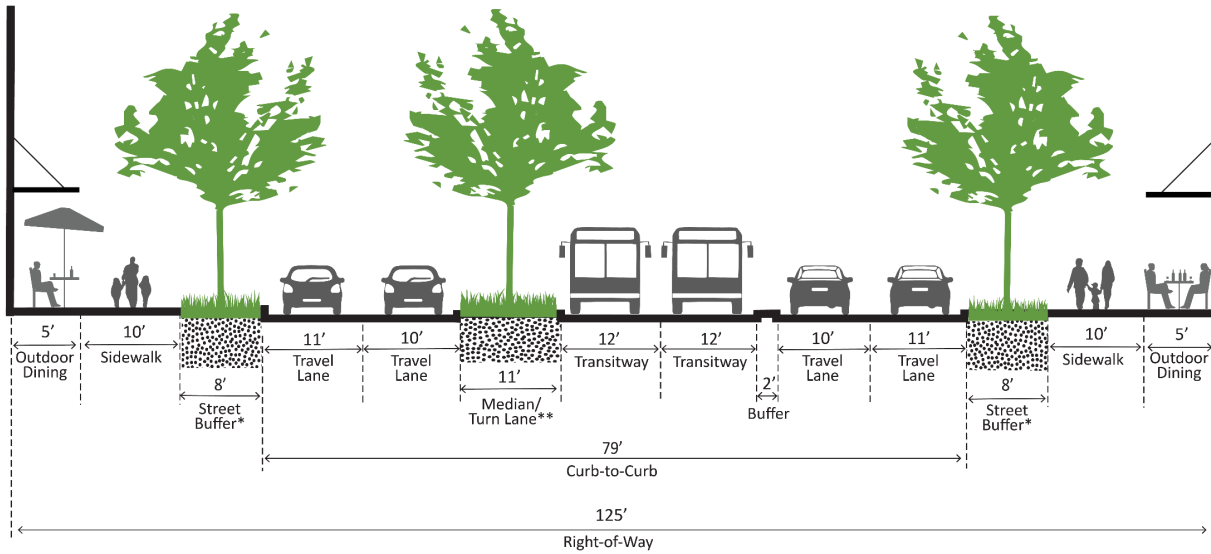 5’
Outdoor
Dining
10’
Sidewalk
8’
Street
Buffer*
11’
Travel
Lane
10’
Travel
Lane
11’
Median/
Turn Lane**
12’
Transitway
12’
Transitway
2’
Buffer
10’
Travel
Lane
11’
Travel
Lane
8’
Street
Buffer*
10’
Sidewalk
5’
Outdoor
Dining
79’
Curb-to-Curb
125’
Right-of-Way